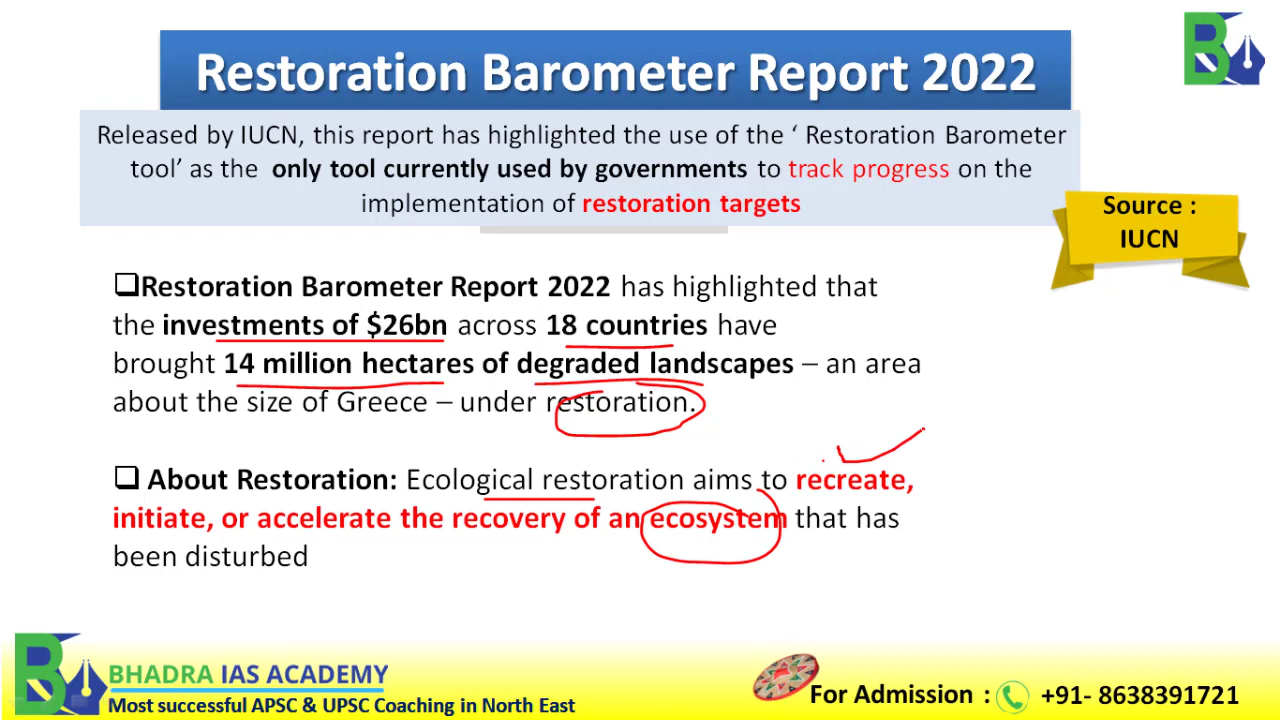 Restoration Barometer Report 2022
Released by IUCN, this report has highlighted the use of the ‘ Restoration Barometer
tool’ as the only tool currently used by governments to track progress on the
implementation of restoration targets
Source :
IUCN
❑Restoration Barometer Report 2022 has highlighted that
the investments of $26bn across 18 countries have
brought 14 million hectares of degraded landscapes – an area
about the size of Greece – under restoration.
❑ About Restoration: Ecological restoration aims to recreate,
initiate, or accelerate the recovery of an ecosystem that has
been disturbed
BHADRA IAS ACADEMY
Most successful APSC & UPSC Coaching in North East
For Admission : +91- 8638391721